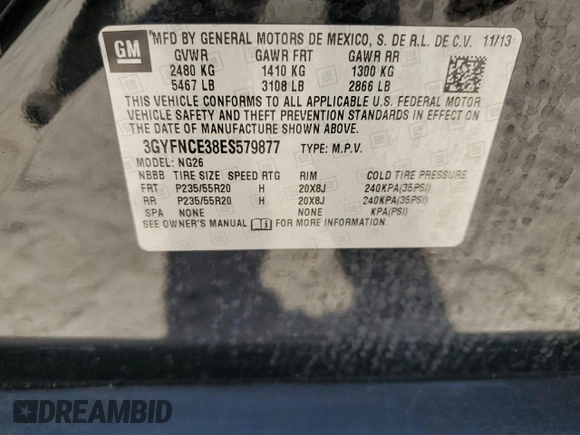 GM MFD BY GENERAL MOTORS DE MEXICO, S. DE R.L. DE C.V. 11/13
GVWR GAWR FRT GAWR RR
2480 KG 1410 KG 1300 KG
5467 LB 3108 LB 2866 LB
THIS VEHICLE CONFORMS TO ALL APPLICABLE U.S. FEDERAL MOTOR
VEHICLE SAFETY AND THEFT PREVENTION STANDARDS IN EFFECT ON
THE DATE OF MANUFACTURE SHOWN ABOVE.
3GYFNCE38ES579877 TYPE: M.P.V.
MODEL: NG26
NBBB TIRE SIZE SPEED RTG RIM COLD TIRE PRESSURE
FRT P235/55R20 H 20X8J 240KPA(35PSI)
RR P235/55R20 H 20X8J 240KPA(35PSI)
SPA NONE NONE KPA(PSI)
SEE OWNER'S MANUAL FOR MORE INFORMATION.
DREAMBID